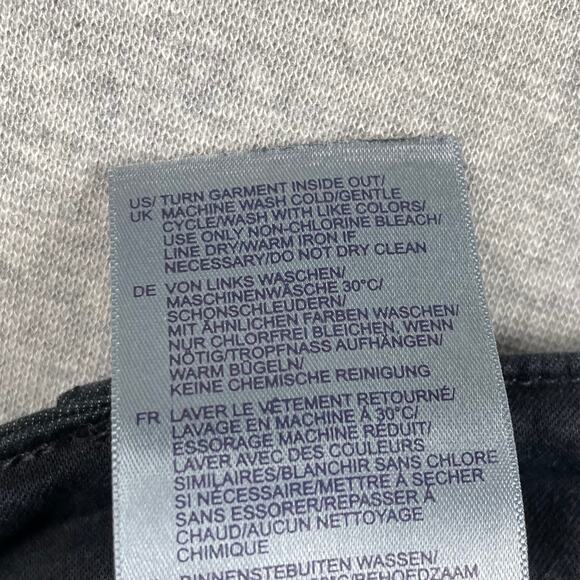 US/ TURN GARMENT INSIDE OUT/
UK MACHINE WASH COLD/GENTLE
CYCLE/WASH WITH LIKE COLORS/
USE ONLY NON-CHLORINE BLEACH/
LINE DRY/WARM IRON IF
NECESSARY/DO NOT DRY CLEAN
DE VON LINKS WASCHEN/
MASCHINENWÄSCHE 30°C/
SCHONSCHLEUDERN/
MIT ÄHNLICHEN FARBEN WASCHEN/
NUR CHLORFREI BLEICHEN, WENN
NÖTIG/TROPFNASS AUFHÄNGEN/
WARM BÜGELN/
KEINE CHEMISCHE REINIGUNG
FR LAVER LE VÊTEMENT RETOURNÉ/
LAVAGE EN MACHINE À 30°C/
ESSORAGE MACHINE RÉDUIT/
LAVER AVEC DES COULEURS
SIMILAIRES/BLANCHIR SANS CHLORE
SI NÉCESSAIRE/METTRE À SÉCHER
SANS ESSORER/REPASSER À
CHAUD/AUCUN NETTOYAGE
CHIMIQUE
BINNENSTEBUITEN WASSEN/
/BEHOEDZAAM